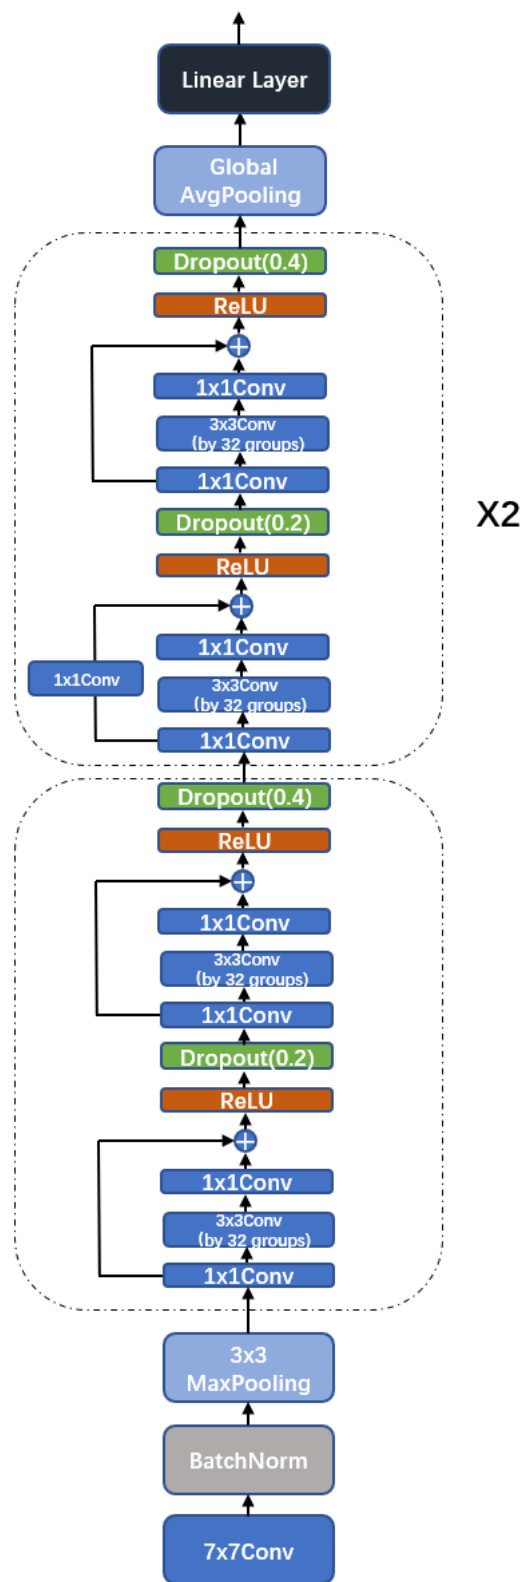 Linear Layer
Global
AvgPooling
Dropout(0.4)
ReLU
1x1Conv
3x3Conv
(by 32 groups)
1x1Conv
Dropout(0.2)
X2
ReLU
1x1Conv
1x1Conv
3x3Conv
(by 32 groups)
1x1Conv
Dropout(0.4)
ReLU
1x1Conv
3x3Conv
(by 32 groups)
1x1Conv
Dropout(0.2)
ReLU
1x1Conv
3x3Conv
(by 32 groups)
1x1Conv
3x3
MaxPooling
BatchNorm
7x7Conv